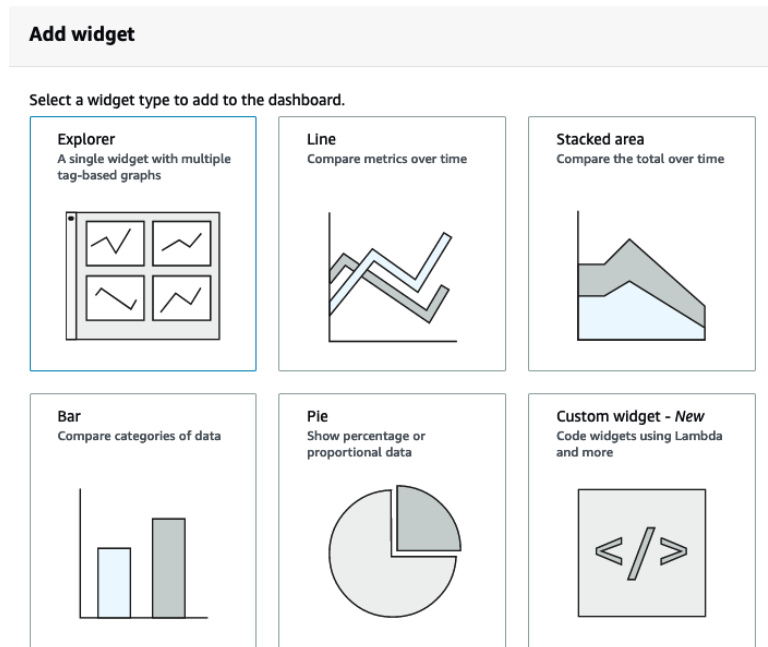 Add widget
Select a widget type to add to the dashboard.
Explorer
A single widget with multiple
tag-based graphs
Line
Compare metrics over time
Stacked area
Compare the total over time
Bar
Compare categories of data
Pie
Show percentage or
proportional data
Custom widget - New
Code widgets using Lambda
and more
</>